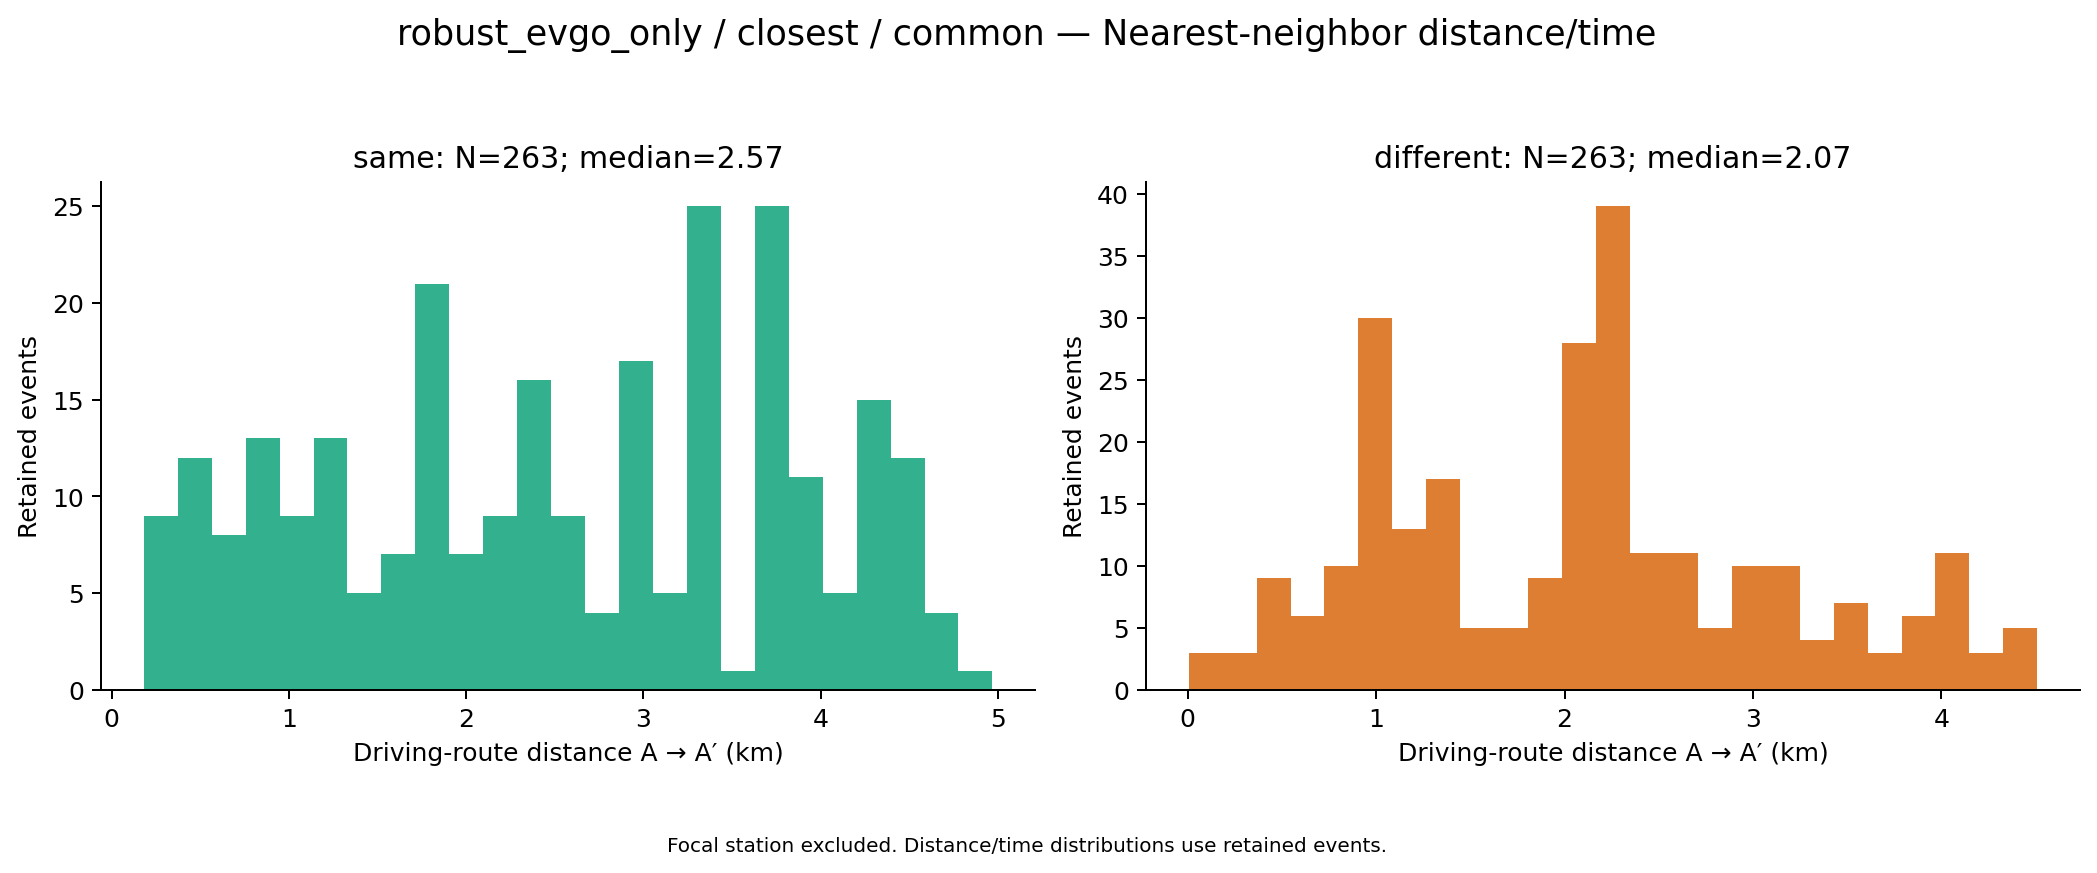 robust_evgo_only / closest / common — Nearest-neighbor distance/time
same: N=263; median=2.57
Retained events
25
20
15
10
5
0
0 1 2 3 4 5
Driving-route distance A → A′ (km)
different: N=263; median=2.07
Retained events
40
35
30
25
20
15
10
5
0
0 1 2 3 4
Driving-route distance A → A′ (km)
Focal station excluded. Distance/time distributions use retained events.